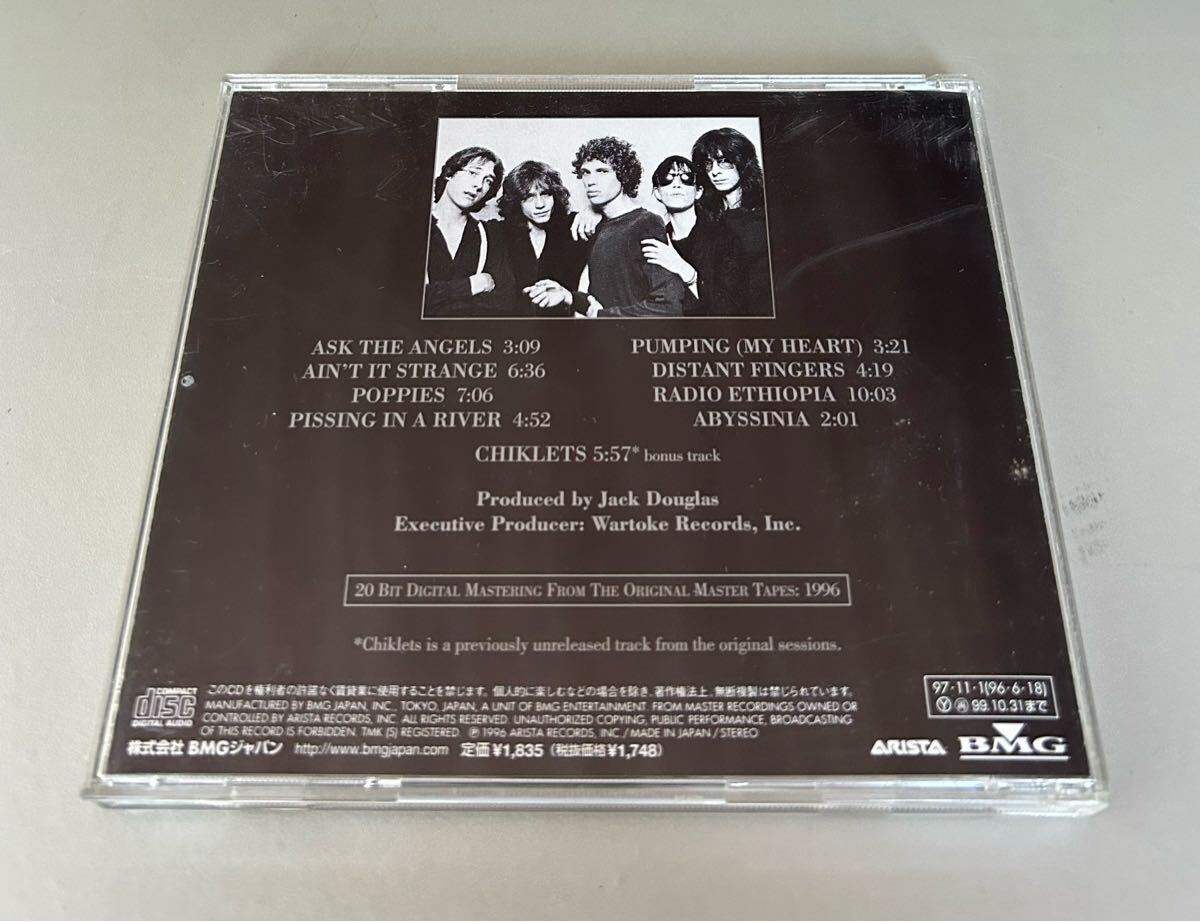 ASK THE ANGELS 3:09
AIN'T IT STRANGE 6:36
POPPIES 7:06
PISSING IN A RIVER 4:52
PUMPING (MY HEART) 3:21
DISTANT FINGERS 4:19
RADIO ETHIOPIA 10:03
ABYSSINIA 2:01
CHIKLETS 5:57* bonus track
Produced by Jack Douglas
Executive Producer: Wartoke Records, Inc.
20 BIT DIGITAL MASTERING FROM THE ORIGINAL MASTER TAPES: 1996
*Chiklets is a previously unreleased track from the original sessions.
COMPACT
disc
DIGITAL AUDIO
このCDを権利者の許諾なく賃貸業に使用することを禁じます。個人的に楽しむなどの場合を除き、著作権法上、無断複製は禁じられています。
MANUFACTURED BY BMG JAPAN, INC., TOKYO, JAPAN, A UNIT OF BMG ENTERTAINMENT. FROM MASTER RECORDINGS OWNED OR
CONTROLLED BY ARISTA RECORDS, INC. ALL RIGHTS RESERVED. UNAUTHORIZED COPYING, PUBLIC PERFORMANCE, BROADCASTING
OF THIS RECORD IS FORBIDDEN. TMK (S) REGISTERED. Ⓟ 1996 ARISTA RECORDS, INC./MADE IN JAPAN/STEREO
株式会社 BMGジャパン http://www.bmgjapan.com 定価¥1,835 (税抜価格¥1,748)
97・11・1(96・6・18)
Ⓨ ㊢ 99.10.31まで
ARISTA
BMG